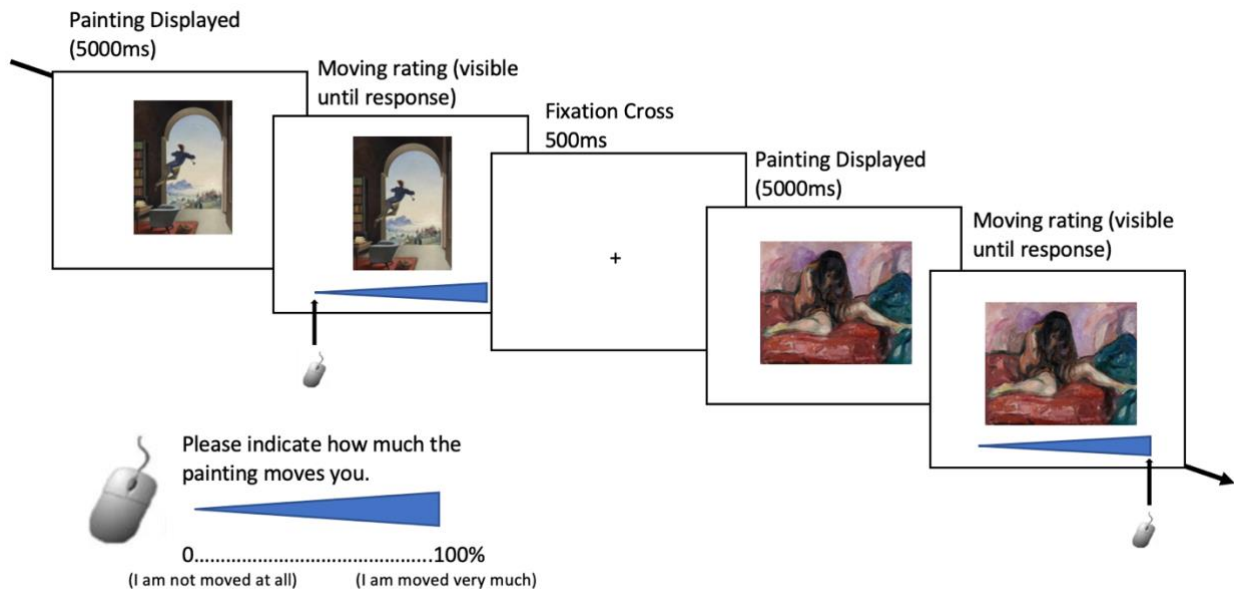 Painting Displayed
(5000ms)
Moving rating (visible
until response)
Fixation Cross
500ms
+
Painting Displayed
(5000ms)
Moving rating (visible
until response)
Please indicate how much the
painting moves you.
0.......................................100%
(I am not moved at all) (I am moved very much)